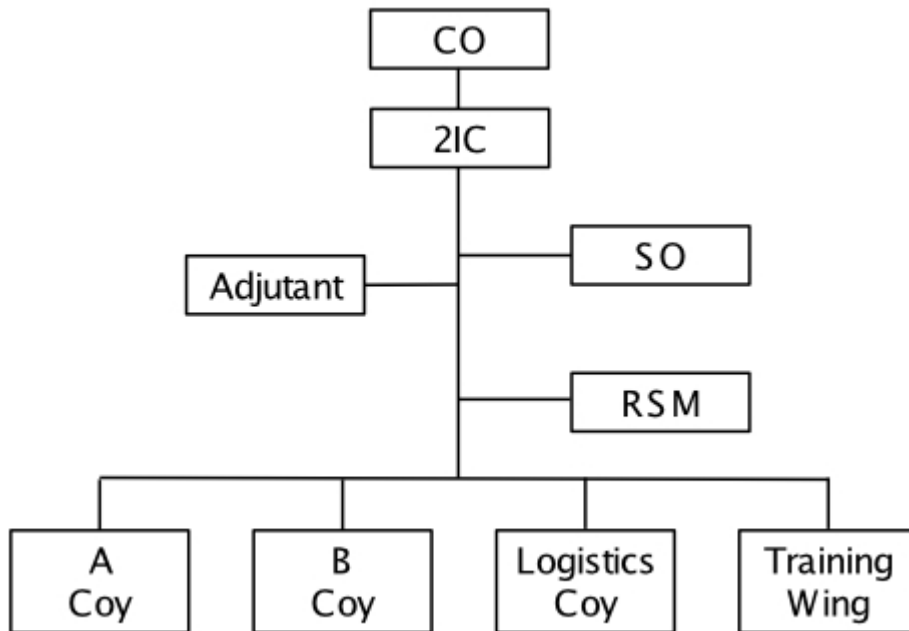 CO
2IC
SO
Adjutant
RSM
A
Coy
B
Coy
Logistics
Coy
Training
Wing